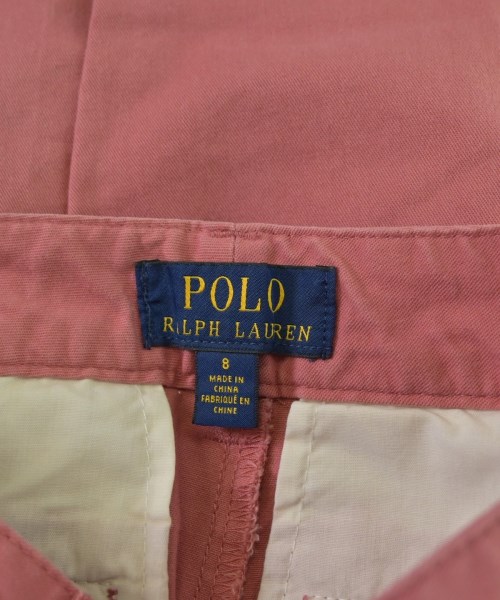 POLO
RALPH LAUREN
8
MADE IN
CHINA
FABRIQUÉ EN
CHINE